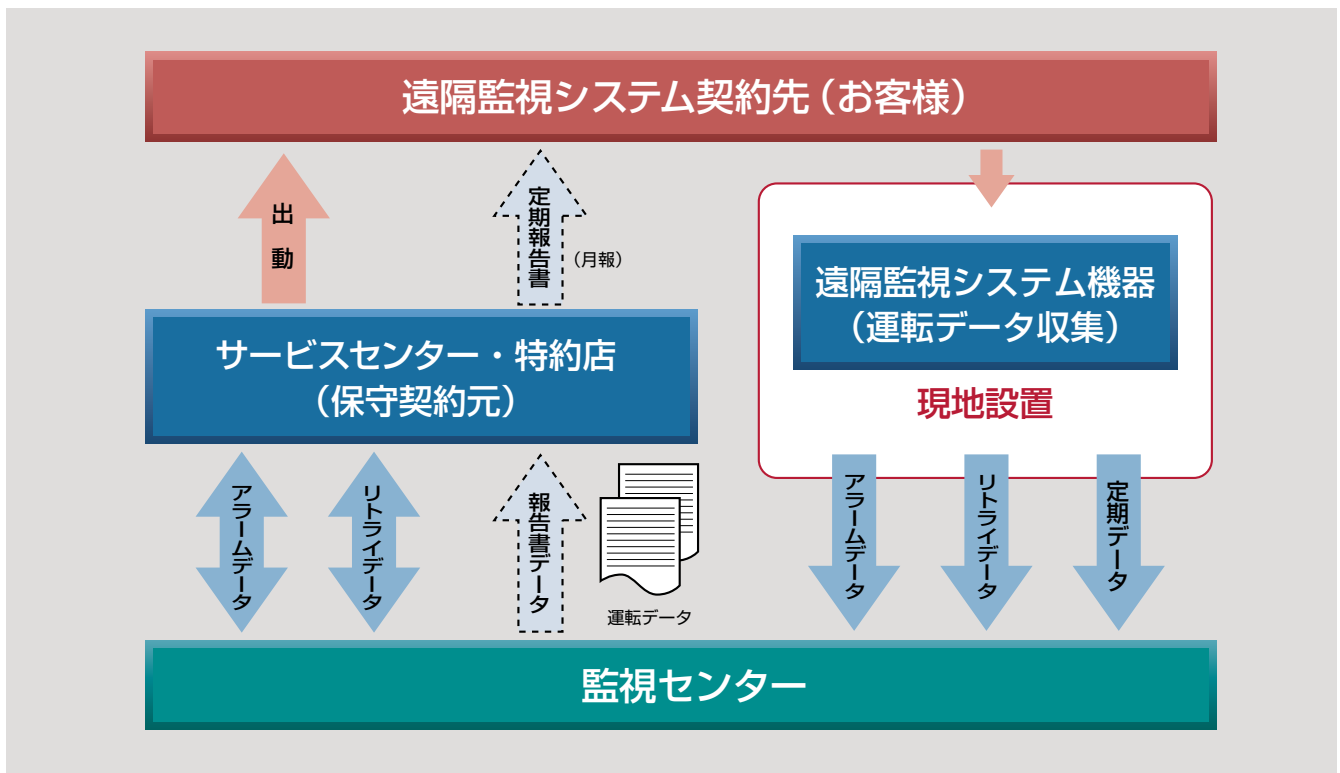 遠隔監視システム契約先（お客様）
出動
定期報告書
（月報）
遠隔監視システム機器
（運転データ収集）
現地設置
サービスセンター・特約店
（保守契約元）
アラームデータ
リトライデータ
報告書データ
運転データ
アラームデータ
リトライデータ
定期データ
監視センター